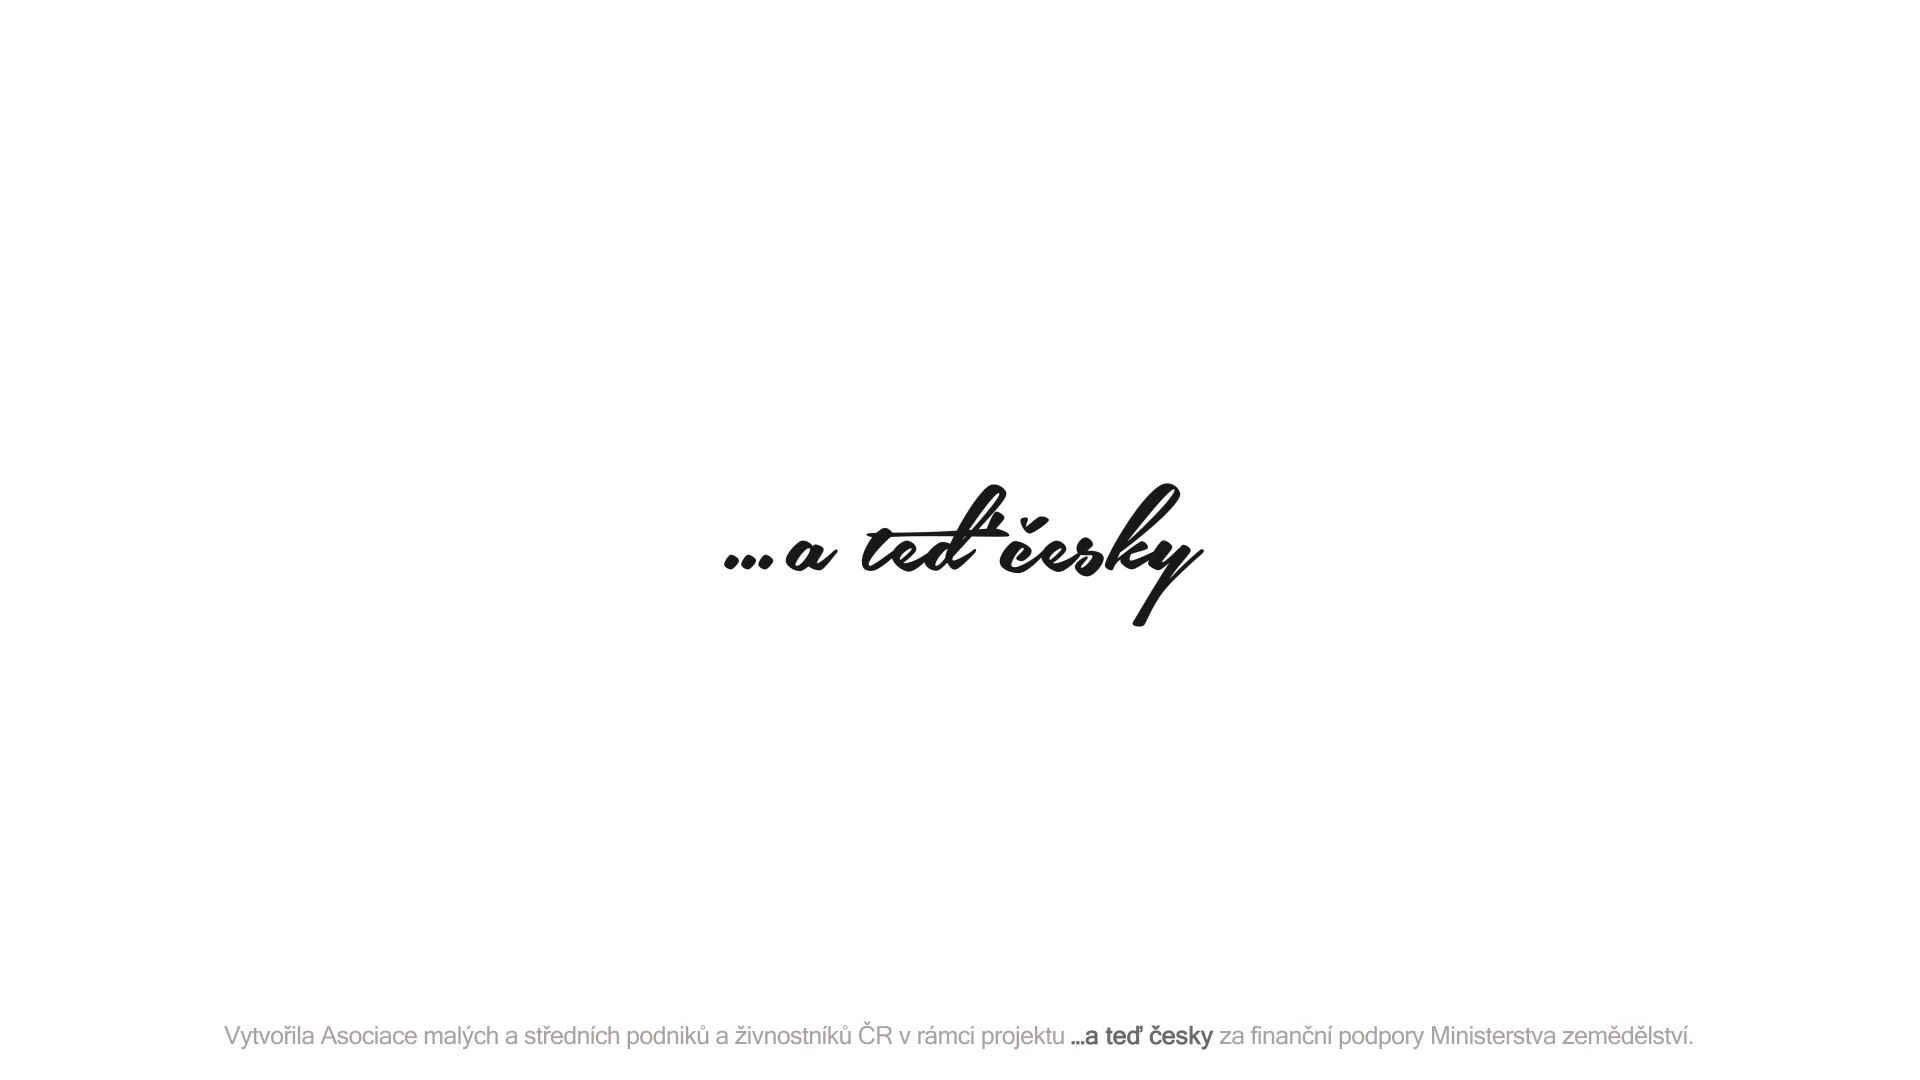 ...a teď česky
Vytvořila Asociace malých a středních podniků a živnostníků ČR v rámci projektu ...a teď česky za finanční podpory Ministerstva zemědělství.